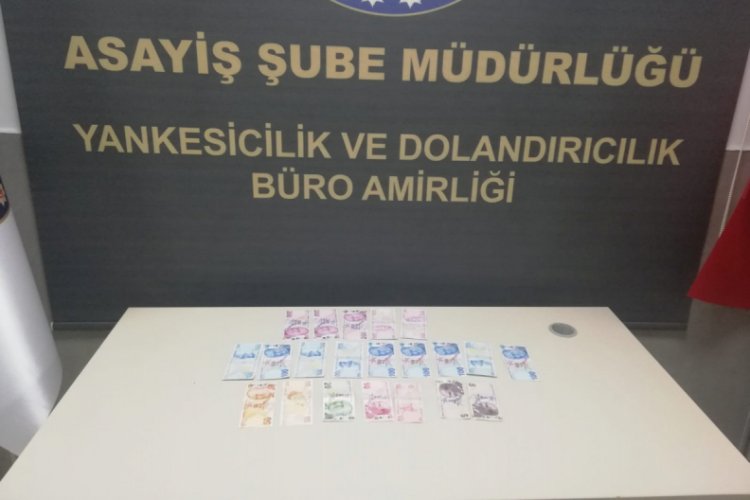 ASAYİŞ ŞUBE MÜDÜRLÜĞÜ
YANKESİCİLİK VE DOLANDIRICILIK
BÜRO AMİRLİĞİ